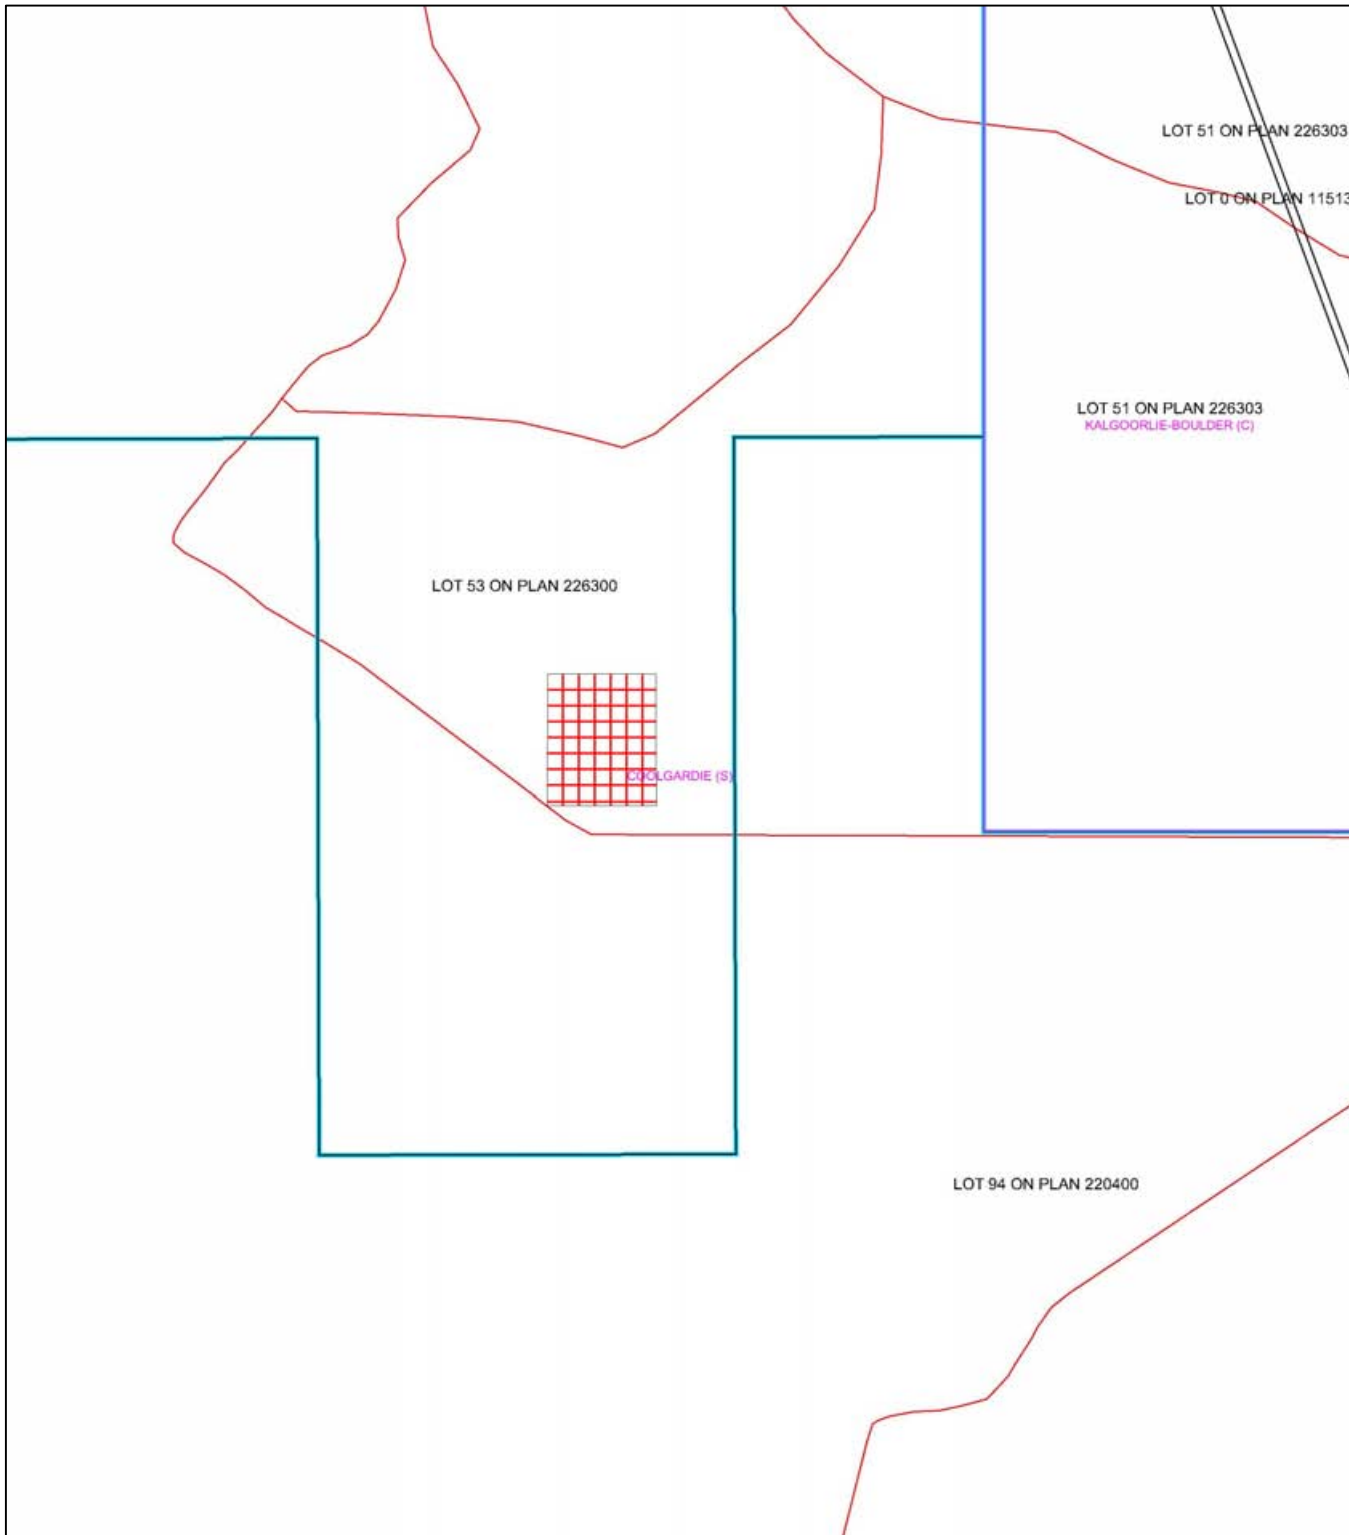 LOT 51 ON PLAN 226303
LOT 0 ON PLAN 11513
LOT 51 ON PLAN 226303
KALGOORLIE-BOULDER (C)
LOT 53 ON PLAN 226300
COOLGARDIE (S)
LOT 94 ON PLAN 220400